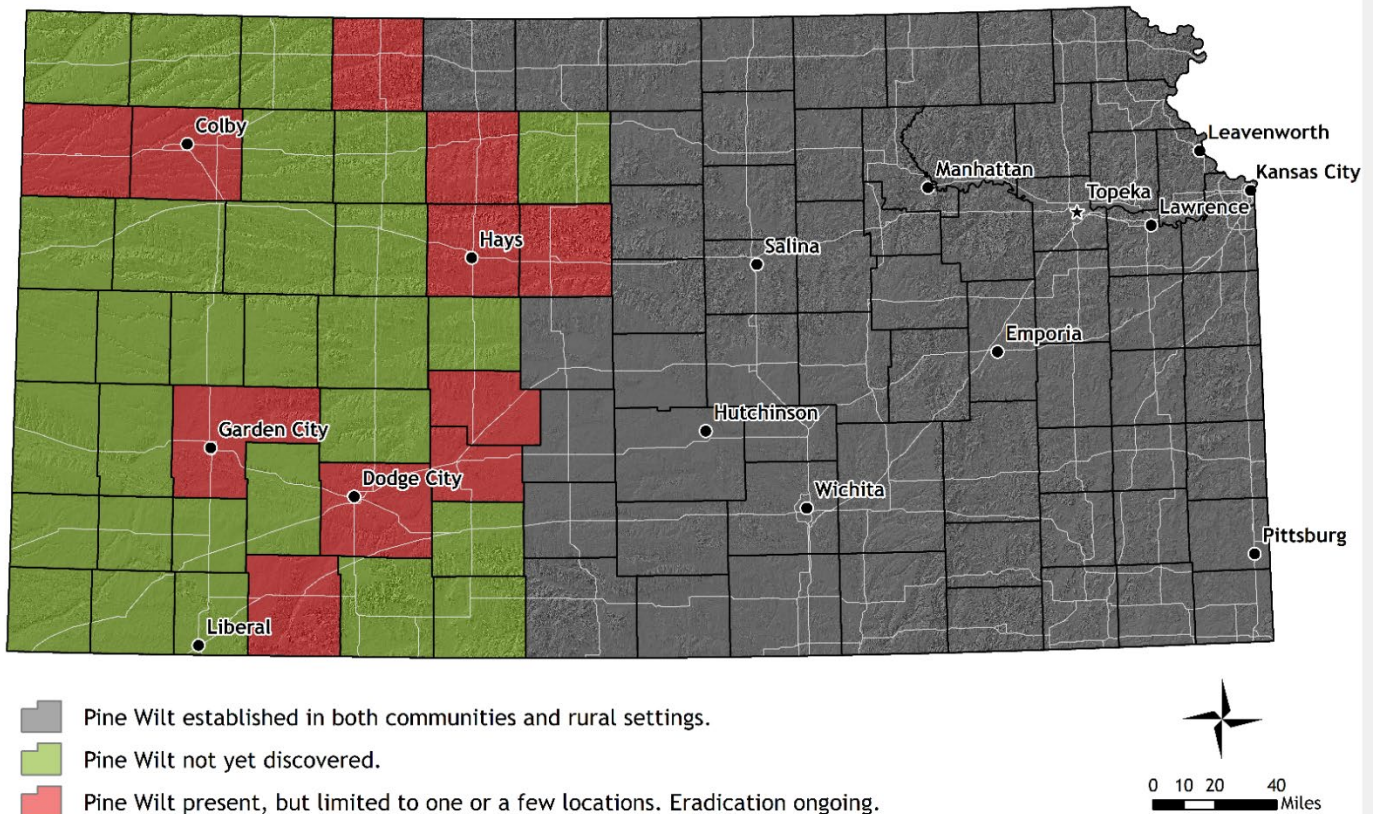 Colby
Leavenworth
Manhattan
Kansas City
Topeka
Lawrence
Hays
Salina
Emporia
Hutchinson
Garden City
Dodge City
Wichita
Pittsburg
Liberal
Pine Wilt established in both communities and rural settings.
Pine Wilt not yet discovered.
Pine Wilt present, but limited to one or a few locations. Eradication ongoing.
0 10 20 40
Miles